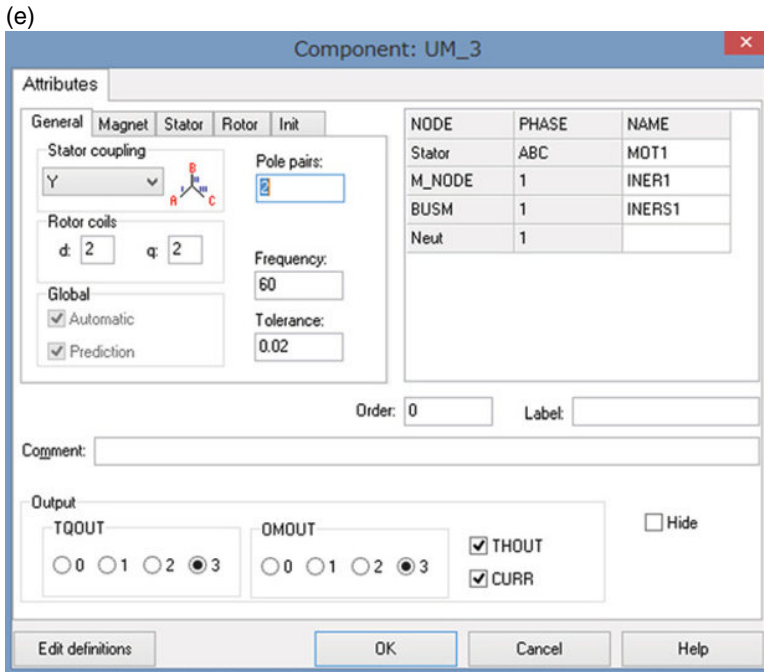 (e)
Component: UM_3
×
Attributes
General Magnet Stator Rotor Init
Stator coupling
Y
B
A C
Pole pairs:
2
Rotor coils
d: 2 q: 2
Frequency:
60
Global
Automatic
Prediction
Tolerance:
0.02
NODE PHASE NAME
Stator ABC MOT1
M_NODE 1 INER1
BUSM 1 INERS1
Neut 1
Order: 0 Label:
Comment:
Output
TQOUT
0 1 2 3
OMOUT
0 1 2 3
THOUT
CURR
Hide
Edit definitions OK Cancel Help